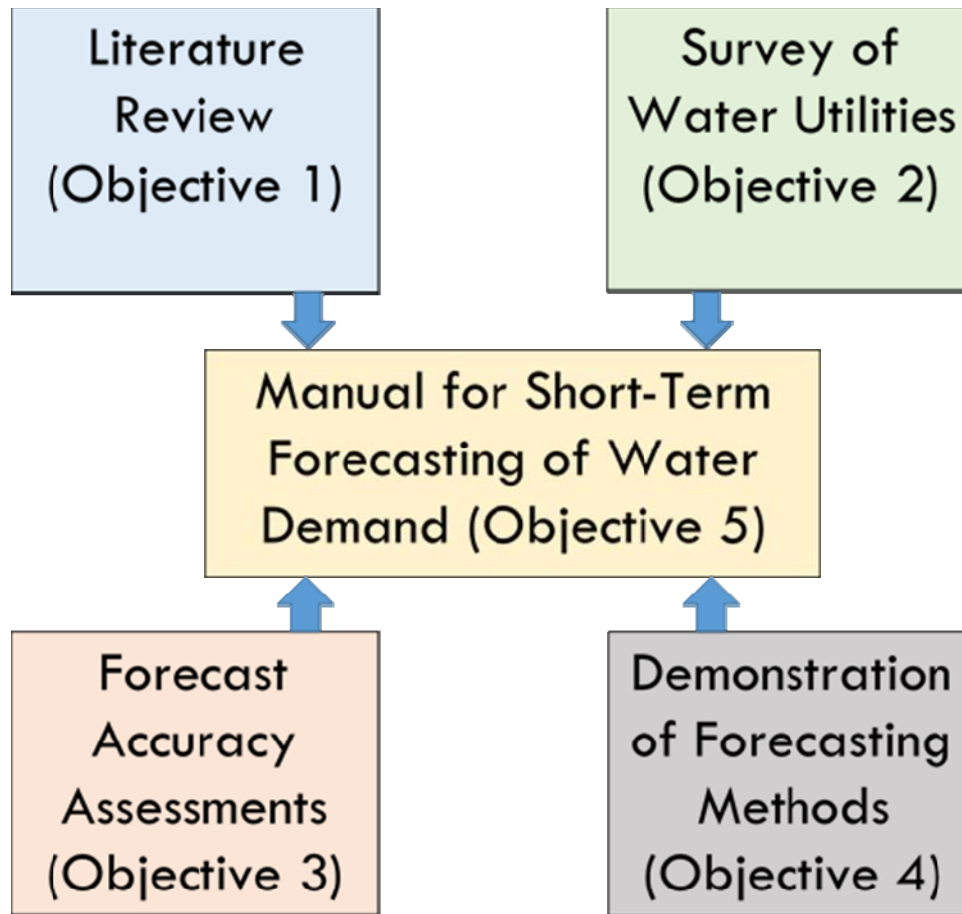 Literature
Review
(Objective 1)
Survey of
Water Utilities
(Objective 2)
Manual for Short-Term
Forecasting of Water
Demand (Objective 5)
Forecast
Accuracy
Assessments
(Objective 3)
Demonstration
of Forecasting
Methods
(Objective 4)